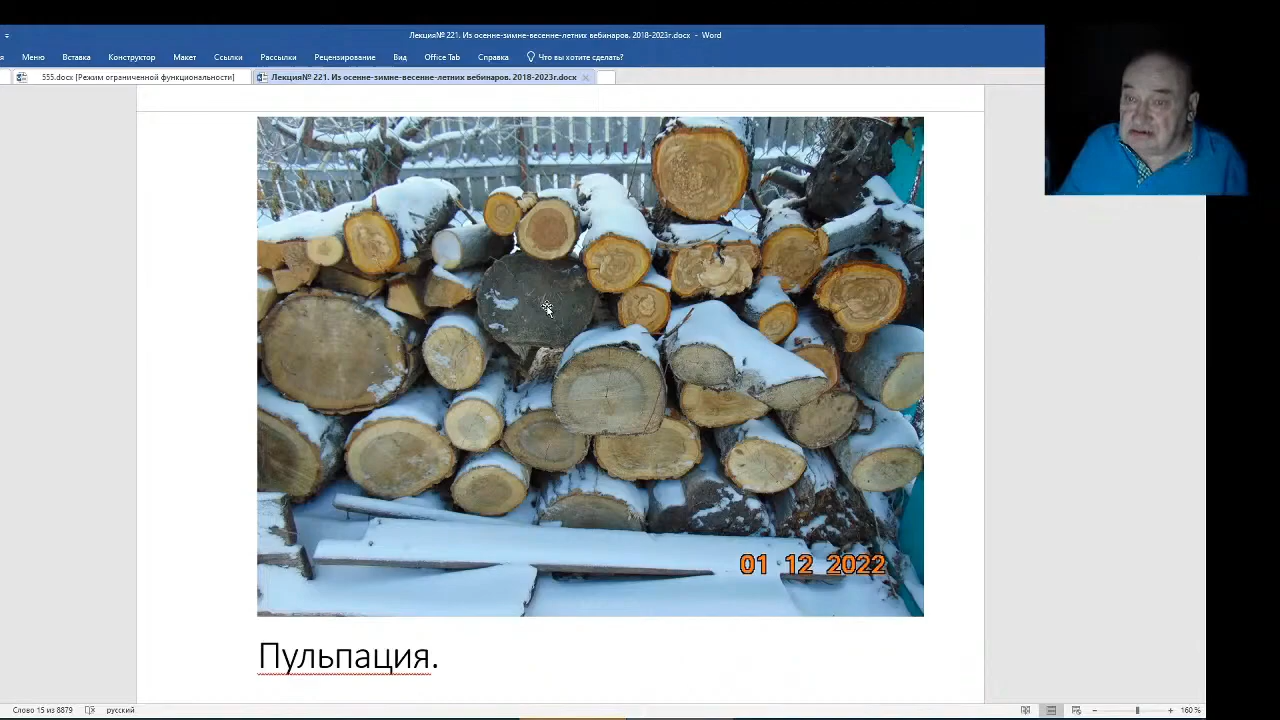 Лекция№ 221. Из осенне-зимне-весенне-летних вебинаров. 2018-2023г.docx - Word
Меню Вставка Конструктор Макет Ссылки Рассылки Рецензирование Вид Office Tab Справка Что вы хотите сделать?
555.docx [Режим ограниченной функциональности] Лекция№ 221. Из осенне-зимне-весенне-летних вебинаров. 2018-2023г.docx
01 12 2022
Пульпация.
Слово 15 из 8879 русский 160 %